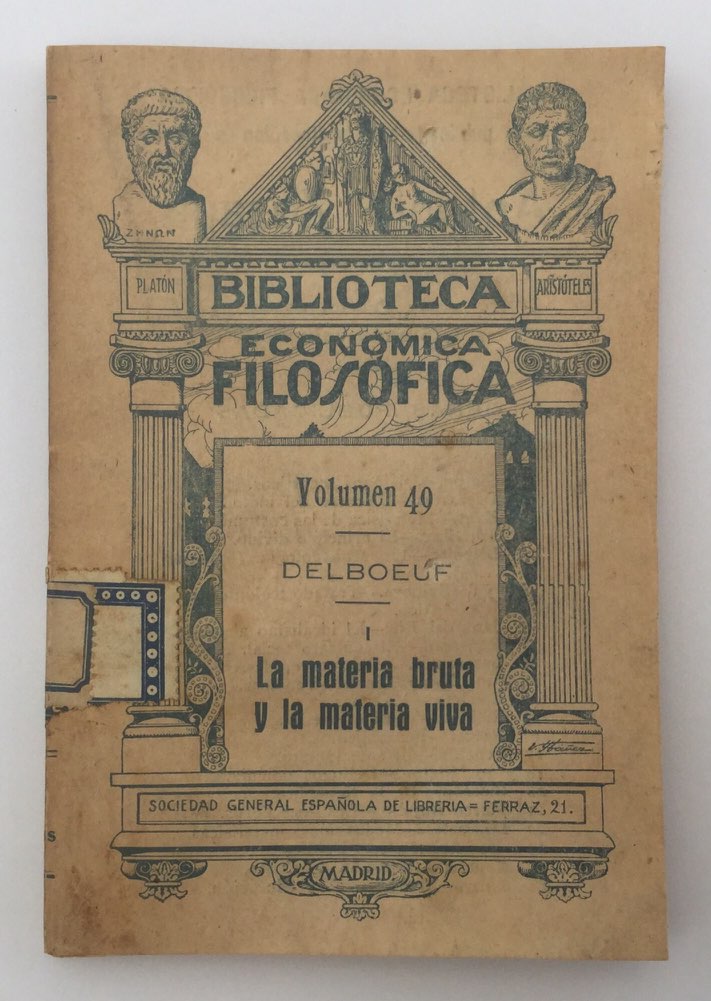 ΖΗΝΩΝ
PLATÓN
BIBLIOTECA
ARISTÓTELES
ECONÓMICA
FILOSÓFICA
Volumen 49
DELBOEUF
I
La materia bruta
y la materia viva
V. Ibañez
SOCIEDAD GENERAL ESPAÑOLA DE LIBRERIA = FERRAZ, 21.
MADRID
S